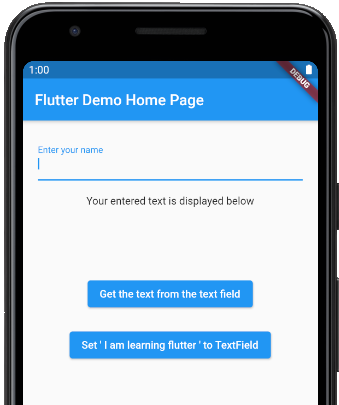 1:00
DEBUG
Flutter Demo Home Page
Enter your name
Your entered text is displayed below
Get the text from the text field
Set ' I am learning flutter ' to TextField